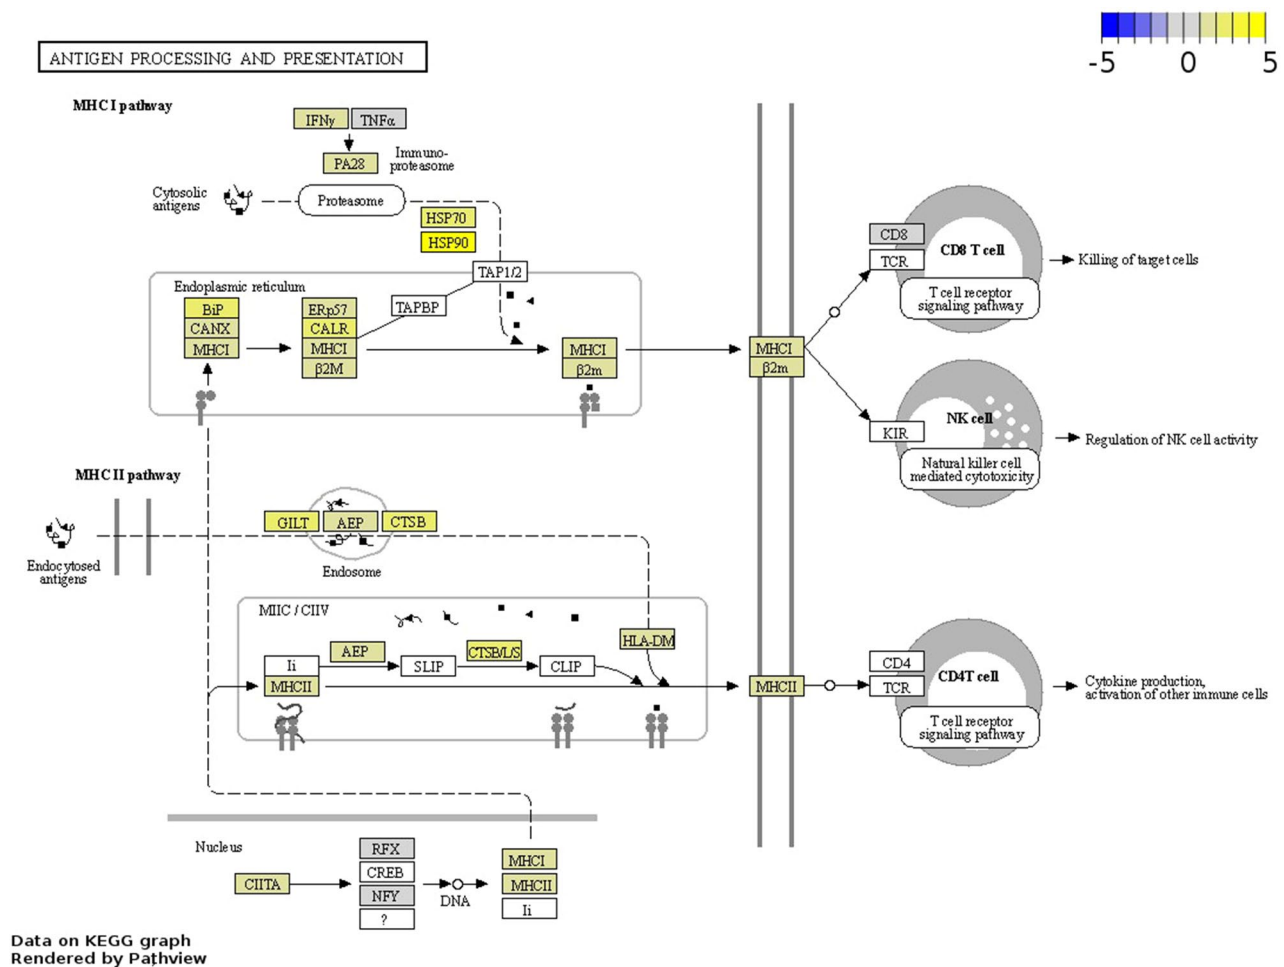 -5 0 5
ANTIGEN PROCESSING AND PRESENTATION
MHC I pathway
IFNγ TNFα
PA28
Immuno-
proteasome
Cytosolic
antigens
Proteasome
HSP70
HSP90
TAP1/2
Endoplasmic reticulum
TAPBP
BiP
CANX
MHCI
ERp57
CALR
MHCI
β2M
MHCI
β2m
MHCI
β2m
CD8
TCR
CD8 T cell
T cell receptor
signaling pathway
Killing of target cells
KIR
NK cell
Natural killer cell
mediated cytotoxicity
Regulation of NK cell activity
MHC II pathway
Endocytosed
antigens
GILT AEP CTSB
Endosome
MIIC / CIIV
AEP
Ii
MHCII
SLIP
CTSB/L/S
CLIP
HLA-DM
MHCII
CD4
TCR
CD4T cell
T cell receptor
signaling pathway
Cytokine production,
activation of other immune cells
Nucleus
CIITA
RFX
CREB
NFY
?
DNA
MHCI
MHCII
Ii
Data on KEGG graph
Rendered by Pathview